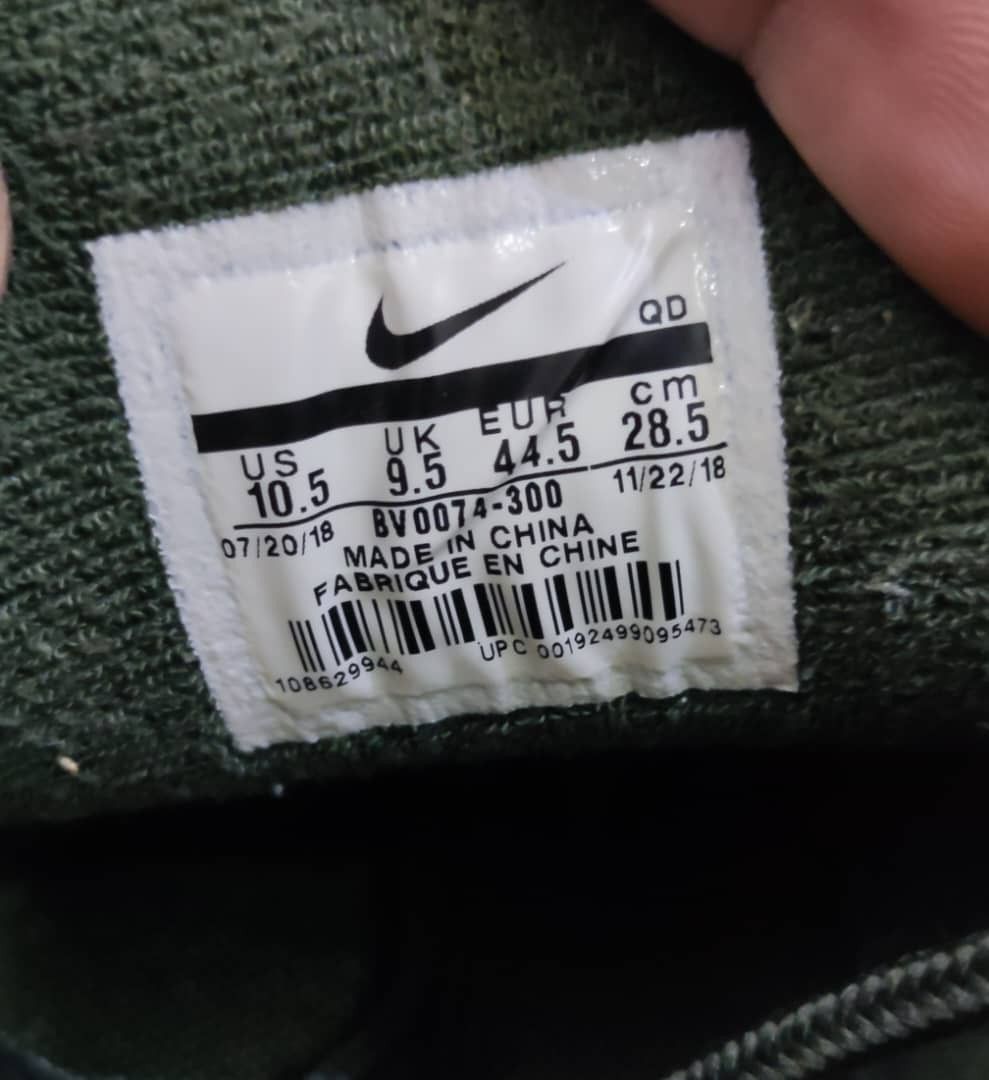 QD
US UK EUR cm
10.5 9.5 44.5 28.5
07/20/18 BV0074-300 11/22/18
MADE IN CHINA
FABRIQUE EN CHINE
108629944 UPC 00192499095473